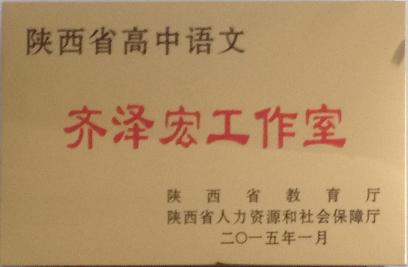 陕西省高中语文
齐泽宏工作室
陕西省教育厅
陕西省人力资源和社会保障厅
二〇一五年一月